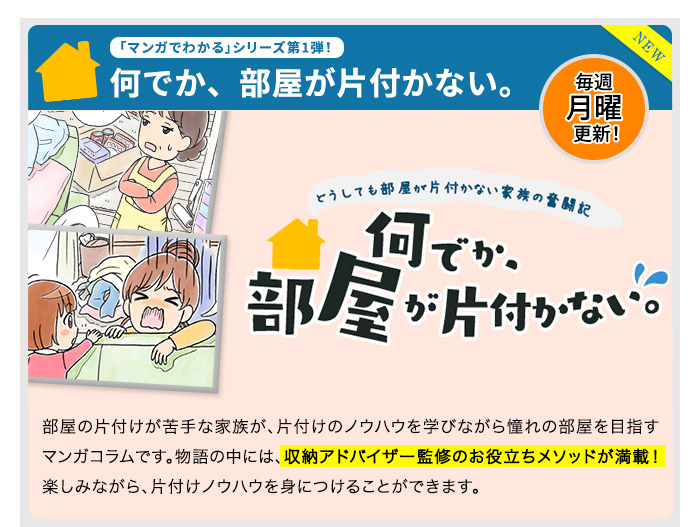 「マンガでわかる」シリーズ第1弾!
何でか、部屋が片付かない。
NEW
毎週
月曜
更新!
どうしても部屋が片付かない家族の奮闘記
何でか、
部屋が片付かない。
部屋の片付けが苦手な家族が、片付けのノウハウを学びながら憧れの部屋を目指す
マンガコラムです。物語の中には、収納アドバイザー監修のお役立ちメソッドが満載!
楽しみながら、片付けノウハウを身につけることができます。